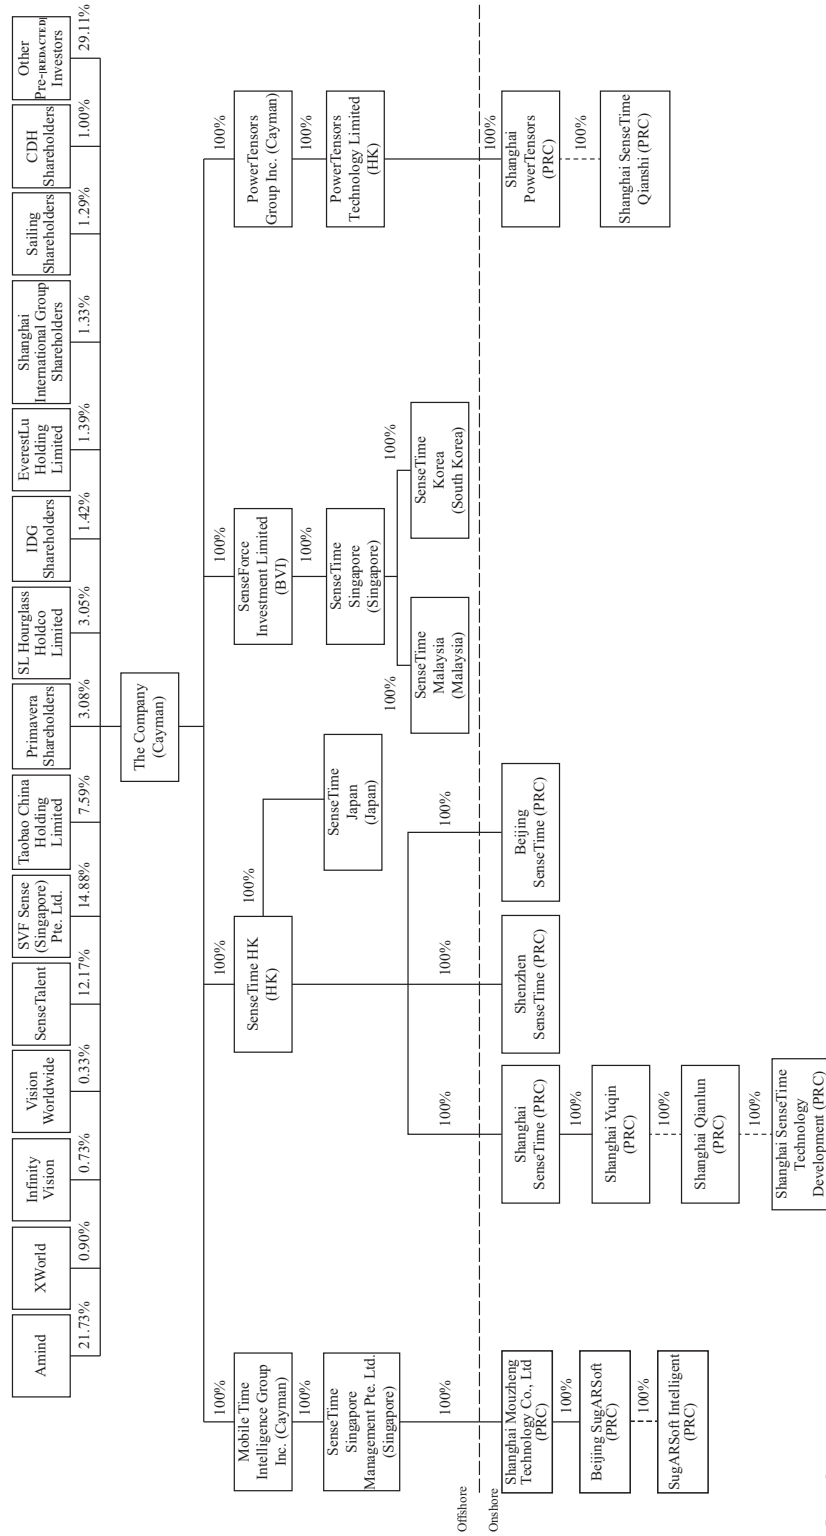 Amind
XWorld
Infinity
Vision
Vision
Worldwide
SenseTalent
SVF Sense
(Singapore)
Pte. Ltd.
Taobao China
Holding
Limited
Primavera
Shareholders
SL Hourglass
Holdco
Limited
IDG
Shareholders
EverestLu
Holding
Limited
Shanghai
International Group
Shareholders
Sailing
Shareholders
CDH
Shareholders
Other
Pre-[REDACTED]
Investors
21.73%
0.90%
0.73%
0.33%
12.17%
14.88%
7.59%
3.08%
3.05%
1.42%
1.39%
1.33%
1.29%
1.00%
29.11%
The Company
(Cayman)
100%
100%
100%
100%
Mobile Time
Intelligence Group
Inc. (Cayman)
SenseTime HK
(HK)
SenseForce
Investment Limited
(BVI)
PowerTensors
Group Inc. (Cayman)
100%
100%
100%
100%
SenseTime
Singapore
Management Pte. Ltd.
(Singapore)
SenseTime
Japan
(Japan)
SenseTime
Singapore
(Singapore)
PowerTensors
Technology Limited
(HK)
100%
100%
SenseTime
Malaysia
(Malaysia)
SenseTime
Korea
(South Korea)
100%
100%
100%
100%
Offshore
Onshore
100%
Shanghai Mouzheng
Technology Co., Ltd
(PRC)
Shanghai
SenseTime (PRC)
Shenzhen
SenseTime (PRC)
Beijing
SenseTime (PRC)
Shanghai
PowerTensors
(PRC)
100%
100%
100%
Beijing SugARSoft
(PRC)
Shanghai Yuqin
(PRC)
Shanghai SenseTime
Qianshi (PRC)
100%
100%
SugARSoft Intelligent
(PRC)
Shanghai Qianlun
(PRC)
100%
Shanghai SenseTime
Technology
Development (PRC)